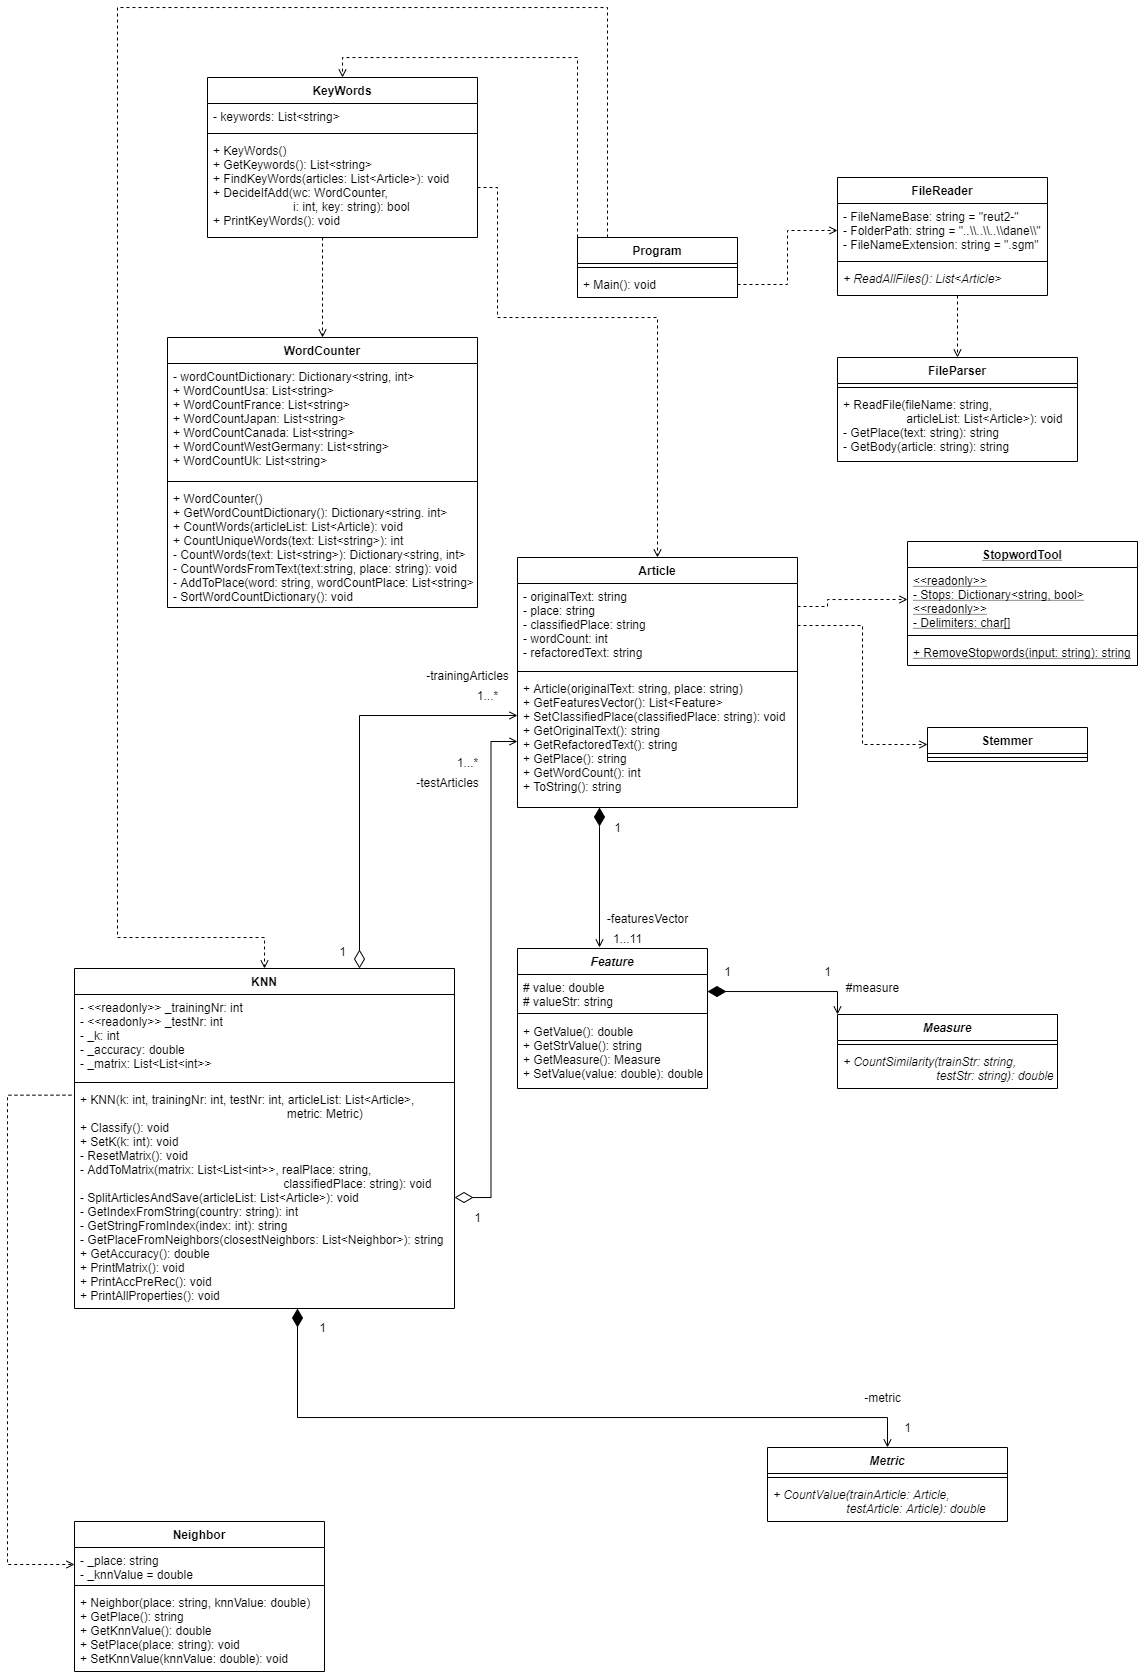 KeyWords
- keywords: List<string>
+ KeyWords()
+ GetKeywords(): List<string>
+ FindKeyWords(articles: List<Article>): void
+ DecideIfAdd(wc: WordCounter,
i: int, key: string): bool
+ PrintKeyWords(): void
Program
+ Main(): void
FileReader
- FileNameBase: string = "reut2-"
- FolderPath: string = "..\\..\\..\\dane\\"
- FileNameExtension: string = ".sgm"
+ ReadAllFiles(): List<Article>
WordCounter
- wordCountDictionary: Dictionary<string, int>
+ WordCountUsa: List<string>
+ WordCountFrance: List<string>
+ WordCountJapan: List<string>
+ WordCountCanada: List<string>
+ WordCountWestGermany: List<string>
+ WordCountUk: List<string>
+ WordCounter()
+ GetWordCountDictionary(): Dictionary<string. int>
+ CountWords(articleList: List<Article): void
+ CountUniqueWords(text: List<string>): int
- CountWords(text: List<string>): Dictionary<string, int>
- CountWordsFromText(text:string, place: string): void
- AddToPlace(word: string, wordCountPlace: List<string>
- SortWordCountDictionary(): void
FileParser
+ ReadFile(fileName: string,
articleList: List<Article>): void
- GetPlace(text: string): string
- GetBody(article: string): string
Article
- originalText: string
- place: string
- classifiedPlace: string
- wordCount: int
- refactoredText: string
+ Article(originalText: string, place: string)
+ GetFeaturesVector(): List<Feature>
+ SetClassifiedPlace(classifiedPlace: string): void
+ GetOriginalText(): string
+ GetRefactoredText(): string
+ GetPlace(): string
+ GetWordCount(): int
+ ToString(): string
StopwordTool
<<readonly>>
- Stops: Dictionary<string, bool>
<<readonly>>
- Delimiters: char[]
+ RemoveStopwords(input: string): string
Stemmer
-trainingArticles
1...*
1...*
-testArticles
1
-featuresVector
1...11
1
Feature
# value: double
# valueStr: string
+ GetValue(): double
+ GetStrValue(): string
+ GetMeasure(): Measure
+ SetValue(value: double): double
1
1
#measure
Measure
+ CountSimilarity(trainStr: string,
testStr: string): double
KNN
- <<readonly>> _trainingNr: int
- <<readonly>> _testNr: int
- _k: int
- _accuracy: double
- _matrix: List<List<int>>
+ KNN(k: int, trainingNr: int, testNr: int, articleList: List<Article>,
metric: Metric)
+ Classify(): void
+ SetK(k: int): void
- ResetMatrix(): void
- AddToMatrix(matrix: List<List<int>>, realPlace: string,
classifiedPlace: string): void
- SplitArticlesAndSave(articleList: List<Article>): void
- GetIndexFromString(country: string): int
- GetStringFromIndex(index: int): string
- GetPlaceFromNeighbors(closestNeighbors: List<Neighbor>): string
+ GetAccuracy(): double
+ PrintMatrix(): void
+ PrintAccPreRec(): void
+ PrintAllProperties(): void
1
1
-metric
1
Metric
+ CountValue(trainArticle: Article,
testArticle: Article): double
Neighbor
- _place: string
- _knnValue = double
+ Neighbor(place: string, knnValue: double)
+ GetPlace(): string
+ GetKnnValue(): double
+ SetPlace(place: string): void
+ SetKnnValue(knnValue: double): void